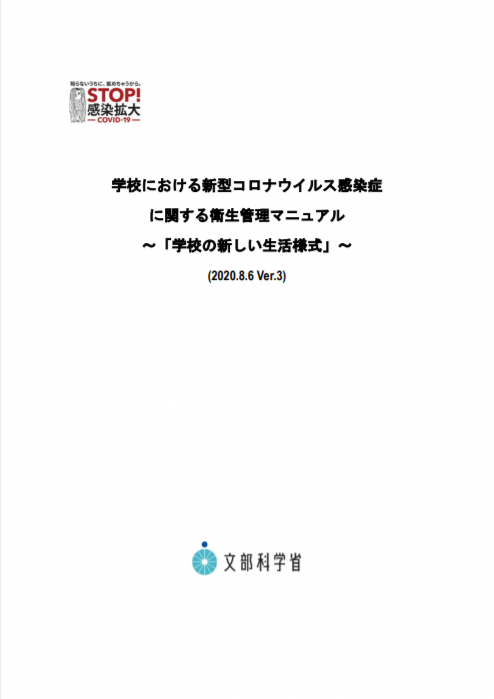 知らないうちに、拡めちゃうから。
STOP!
感染拡大
COVID-19
学校における新型コロナウイルス感染症
に関する衛生管理マニュアル
～「学校の新しい生活様式」～
(2020.8.6 Ver.3)
文部科学省